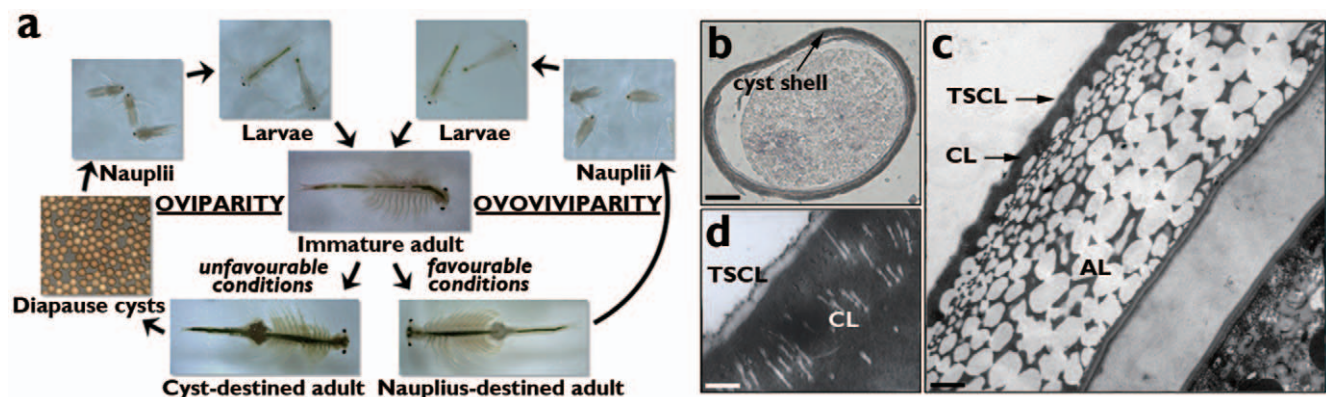 a
Larvae
Larvae
Nauplii
Nauplii
OVIPARITY
OVOVIVIPARITY
Immature adult
unfavourable
conditions
favourable
conditions
Diapause cysts
Cyst-destined adult
Nauplius-destined adult
b
cyst shell
c
TSCL
CL
AL
d
TSCL
CL